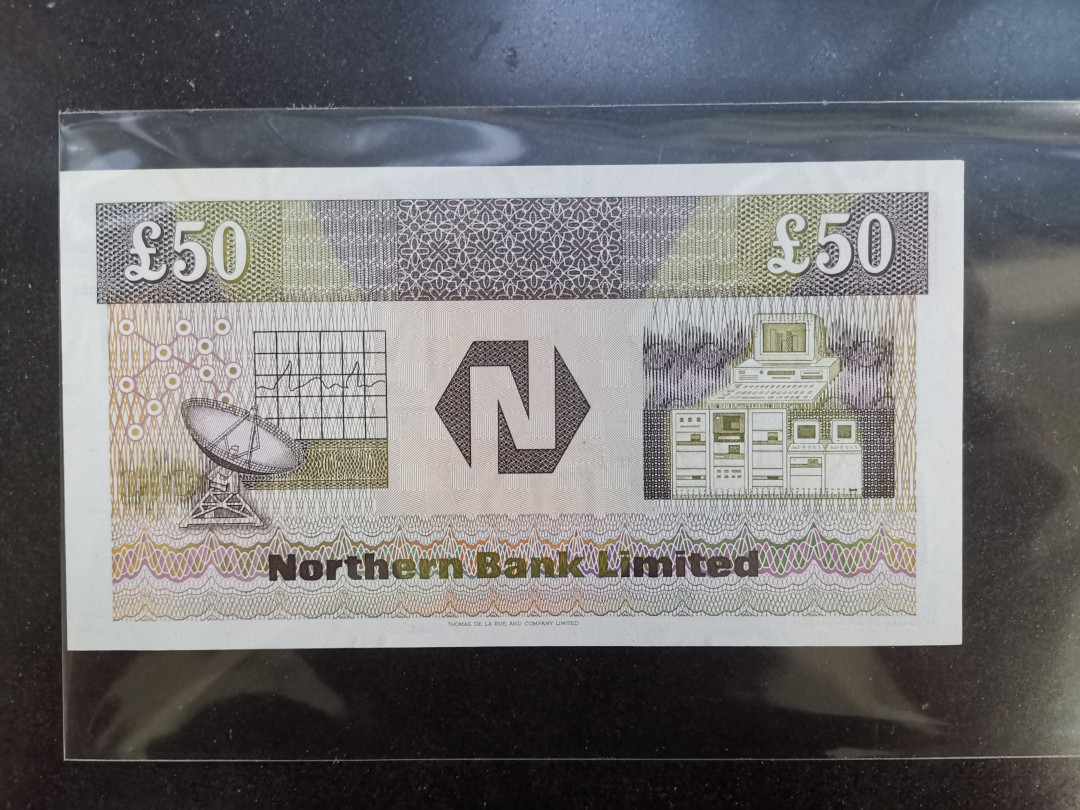 £50 £50
N
Northern Bank Limited
THOMAS DE LA RUE AND COMPANY LIMITED